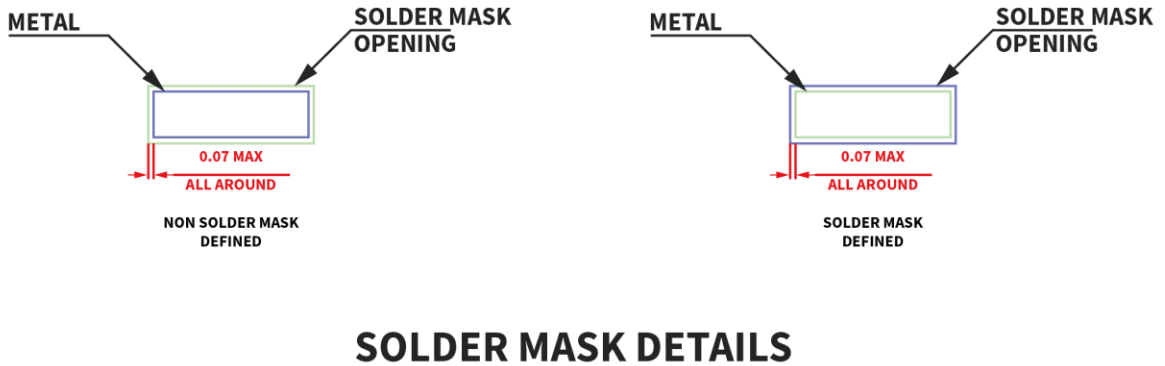 METAL
SOLDER MASK
OPENING
0.07 MAX
ALL AROUND
NON SOLDER MASK
DEFINED
METAL
SOLDER MASK
OPENING
0.07 MAX
ALL AROUND
SOLDER MASK
DEFINED
SOLDER MASK DETAILS